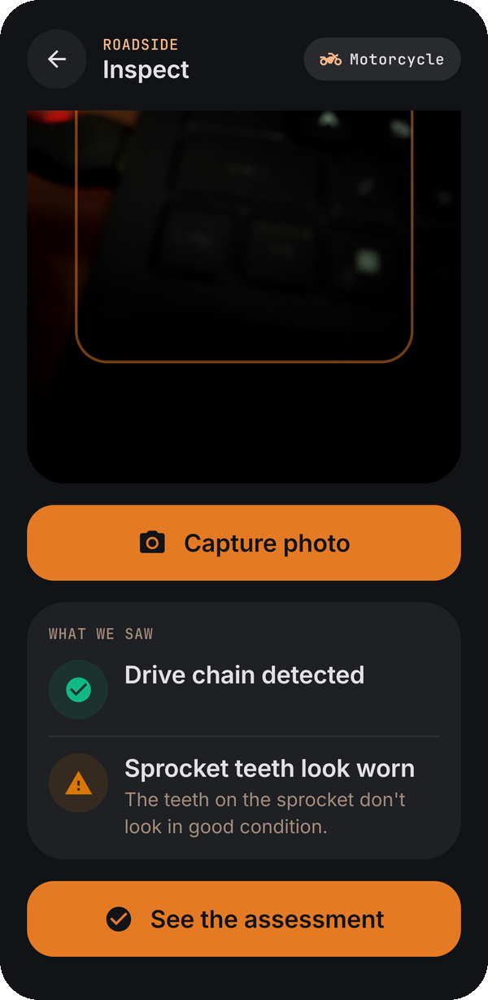 ROADSIDE
Inspect
Motorcycle
Capture photo
WHAT WE SAW
Drive chain detected
Sprocket teeth look worn
The teeth on the sprocket don't
look in good condition.
See the assessment